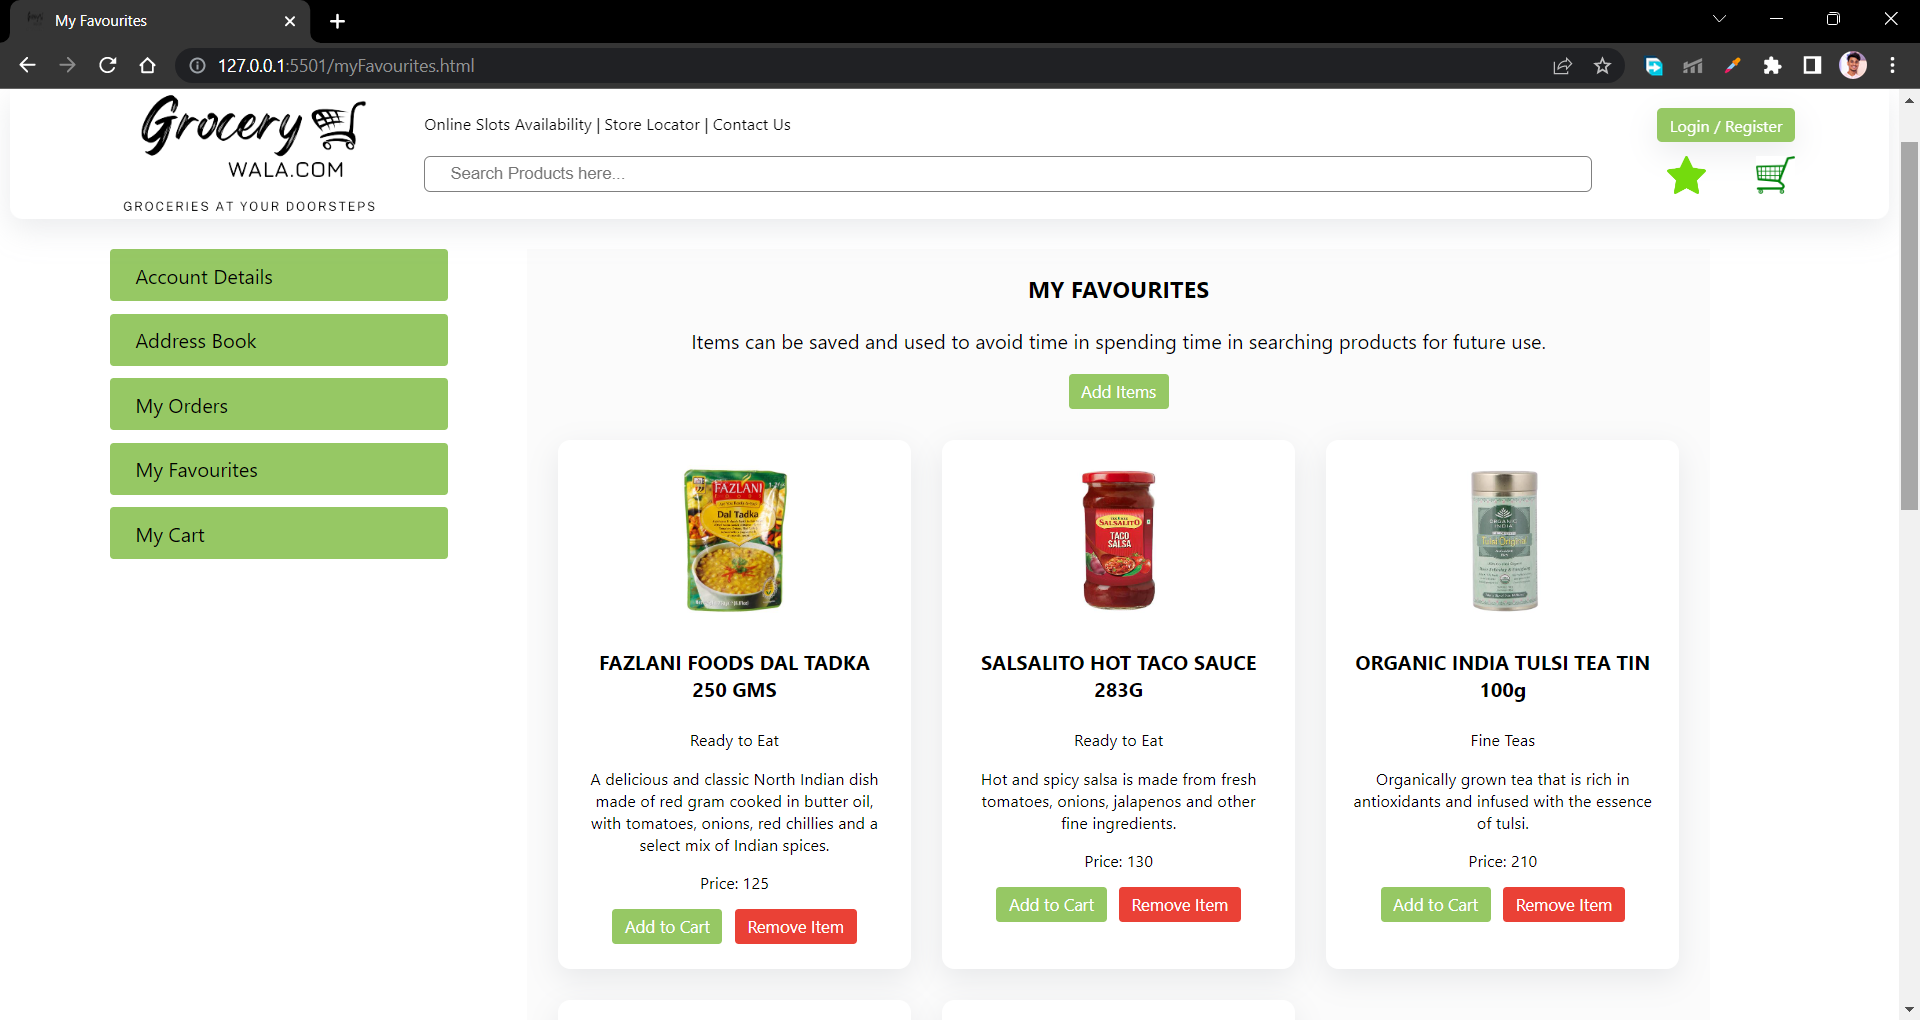 My Favourites
127.0.0.1:5501/myFavourites.html
Grocery
WALA.COM
GROCERIES AT YOUR DOORSTEPS
Online Slots Availability | Store Locator | Contact Us
Search Products here...
Login / Register
Account Details
Address Book
My Orders
My Favourites
My Cart
MY FAVOURITES
Items can be saved and used to avoid time in spending time in searching products for future use.
Add Items
FAZLANI
FOODS
Dal Tadka
FAZLANI FOODS DAL TADKA
250 GMS
Ready to Eat
A delicious and classic North Indian dish
made of red gram cooked in butter oil,
with tomatoes, onions, red chillies and a
select mix of Indian spices.
Price: 125
Add to Cart
Remove Item
SALSALITO
TACO
SALSA
SALSALITO HOT TACO SAUCE
283G
Ready to Eat
Hot and spicy salsa is made from fresh
tomatoes, onions, jalapenos and other
fine ingredients.
Price: 130
Add to Cart
Remove Item
ORGANIC
INDIA
Tulsi Original
ORGANIC INDIA TULSI TEA TIN
100g
Fine Teas
Organically grown tea that is rich in
antioxidants and infused with the essence
of tulsi.
Price: 210
Add to Cart
Remove Item